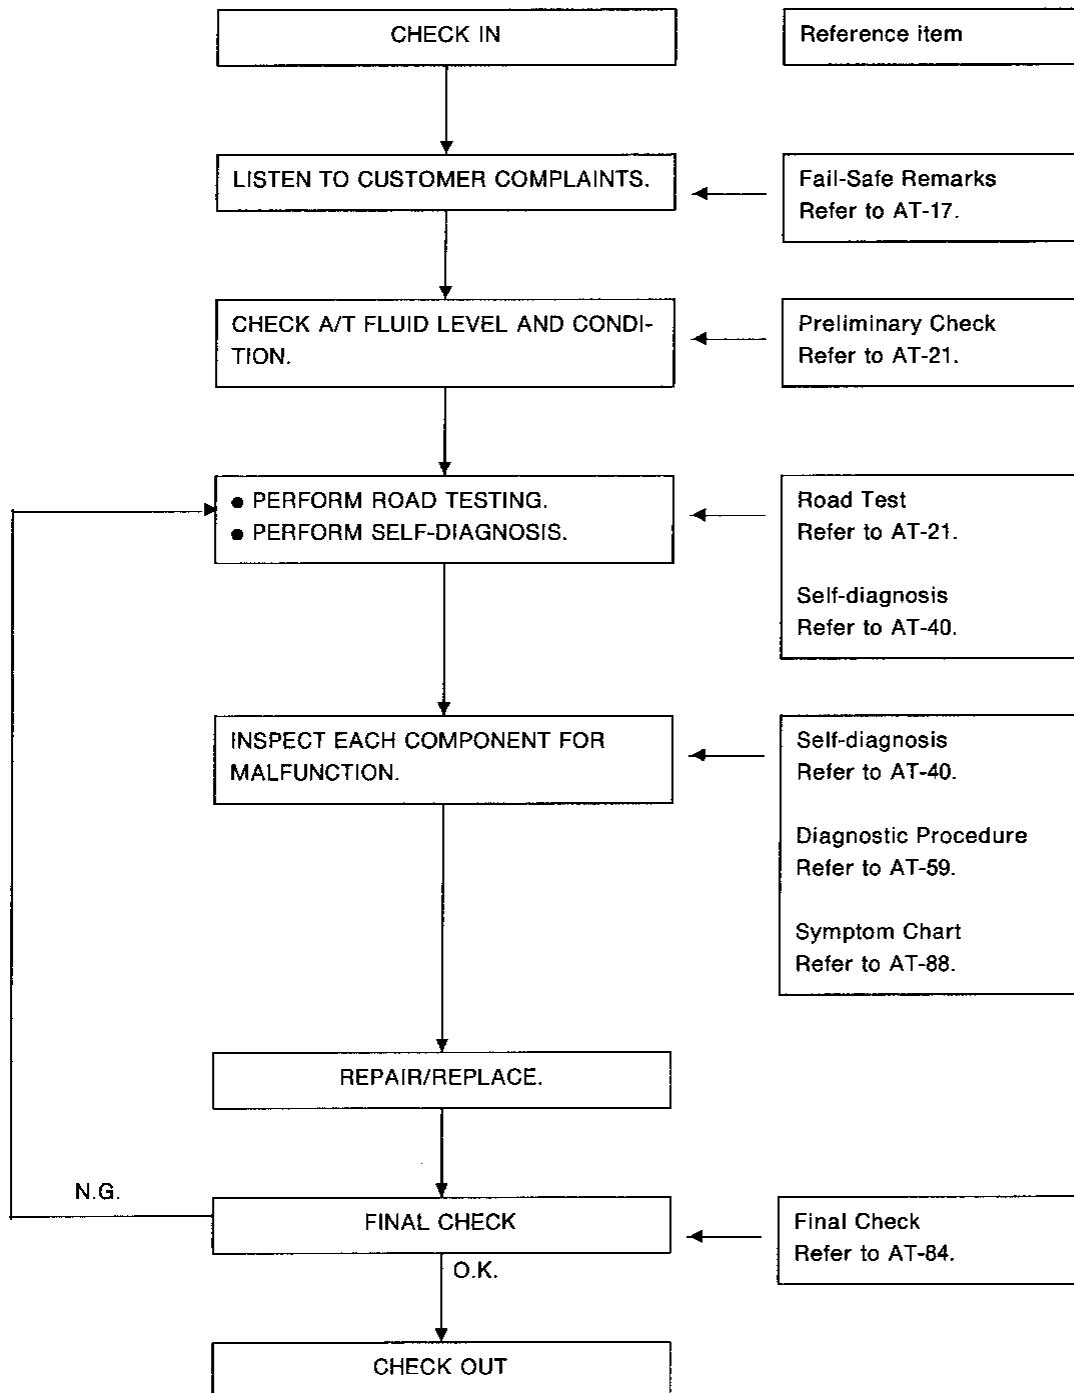 CHECK IN
Reference item
LISTEN TO CUSTOMER COMPLAINTS.
Fail-Safe Remarks
Refer to AT-17.
CHECK A/T FLUID LEVEL AND CONDI-
TION.
Preliminary Check
Refer to AT-21.
● PERFORM ROAD TESTING.
● PERFORM SELF-DIAGNOSIS.
Road Test
Refer to AT-21.
Self-diagnosis
Refer to AT-40.
INSPECT EACH COMPONENT FOR
MALFUNCTION.
Self-diagnosis
Refer to AT-40.
Diagnostic Procedure
Refer to AT-59.
Symptom Chart
Refer to AT-88.
REPAIR/REPLACE.
N.G.
FINAL CHECK
Final Check
Refer to AT-84.
O.K.
CHECK OUT